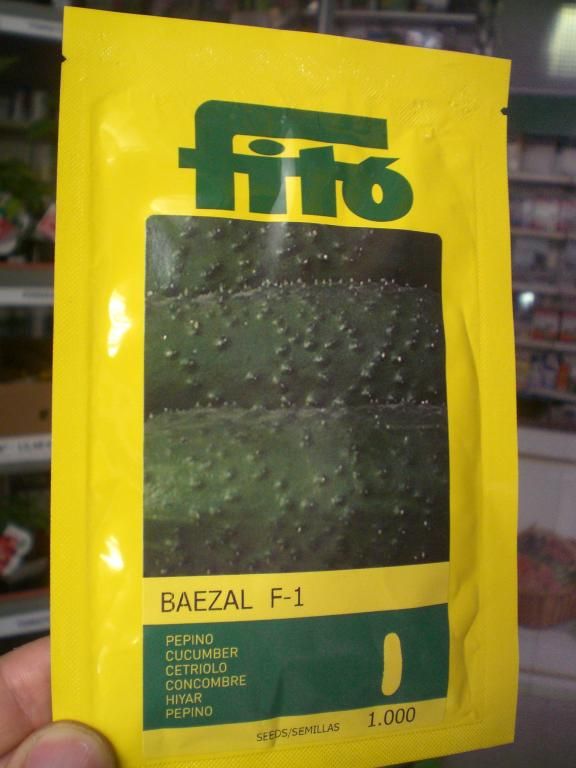 fitó
BAEZAL F-1
PEPINO
CUCUMBER
CETRIOLO
CONCOMBRE
HIYAR
PEPINO
SEEDS/SEMILLAS 1.000